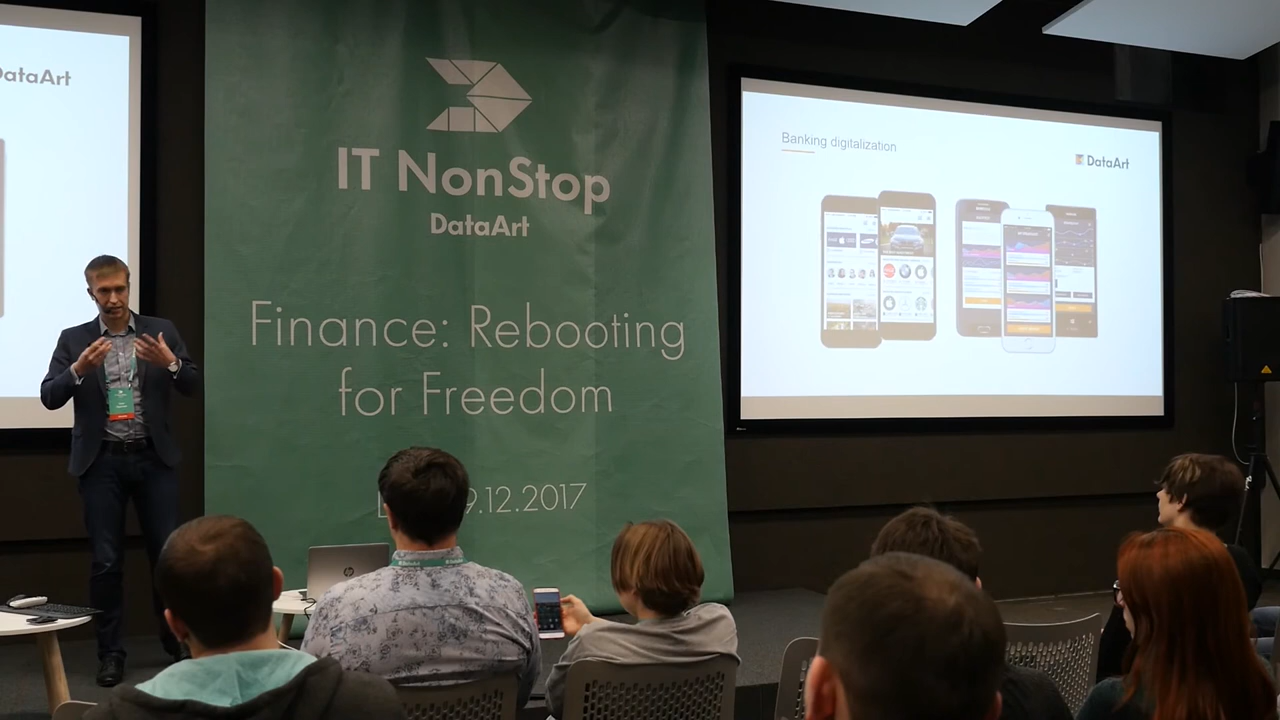 DataArt
IT NonStop
DataArt
Finance: Rebooting
for Freedom
9.12.2017
Banking digitalization
DataArt